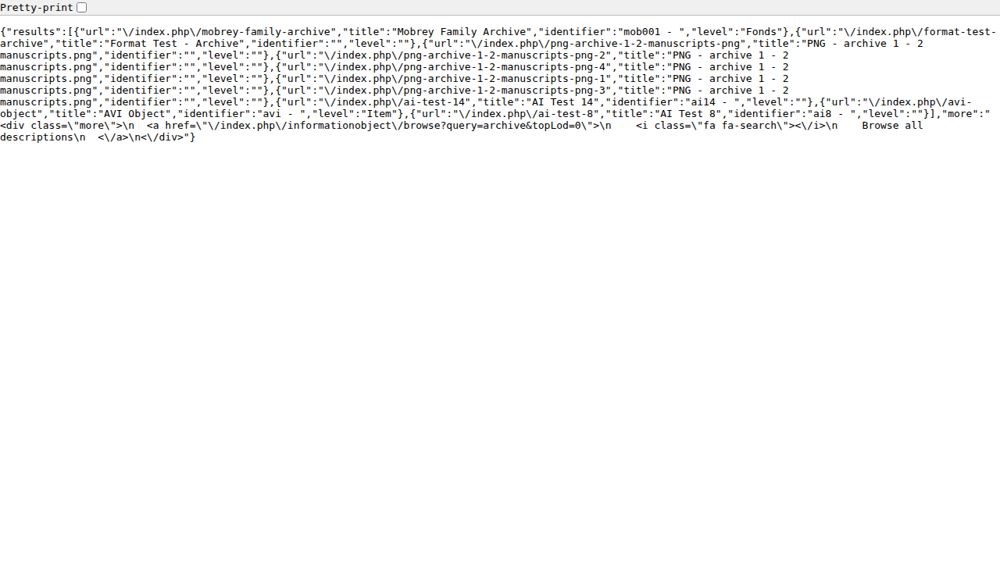 Pretty-print
{"results":[{"url":"\/index.php\/mobrey-family-archive","title":"Mobrey Family Archive","identifier":"mob001 - ","level":"Fonds"},{"url":"\/index.php\/format-test-
archive","title":"Format Test - Archive","identifier":"","level":""},{"url":"\/index.php\/png-archive-1-2-manuscripts-png","title":"PNG - archive 1 - 2
manuscripts.png","identifier":"","level":""},{"url":"\/index.php\/png-archive-1-2-manuscripts-png-2","title":"PNG - archive 1 - 2
manuscripts.png","identifier":"","level":""},{"url":"\/index.php\/png-archive-1-2-manuscripts-png-4","title":"PNG - archive 1 - 2
manuscripts.png","identifier":"","level":""},{"url":"\/index.php\/png-archive-1-2-manuscripts-png-1","title":"PNG - archive 1 - 2
manuscripts.png","identifier":"","level":""},{"url":"\/index.php\/png-archive-1-2-manuscripts-png-3","title":"PNG - archive 1 - 2
manuscripts.png","identifier":"","level":""},{"url":"\/index.php\/ai-test-14","title":"AI Test 14","identifier":"ai14 - ","level":""},{"url":"\/index.php\/avi-
object","title":"AVI Object","identifier":"avi - ","level":"Item"},{"url":"\/index.php\/ai-test-8","title":"AI Test 8","identifier":"ai8 - ","level":""}],"more":"
<div class=\"more\">\n  <a href=\"\/index.php\/informationobject\/browse?query=archive&topLod=0\">\n    <i class=\"fa fa-search\"><\/i>\n    Browse all
descriptions\n  <\/a>\n<\/div>"}